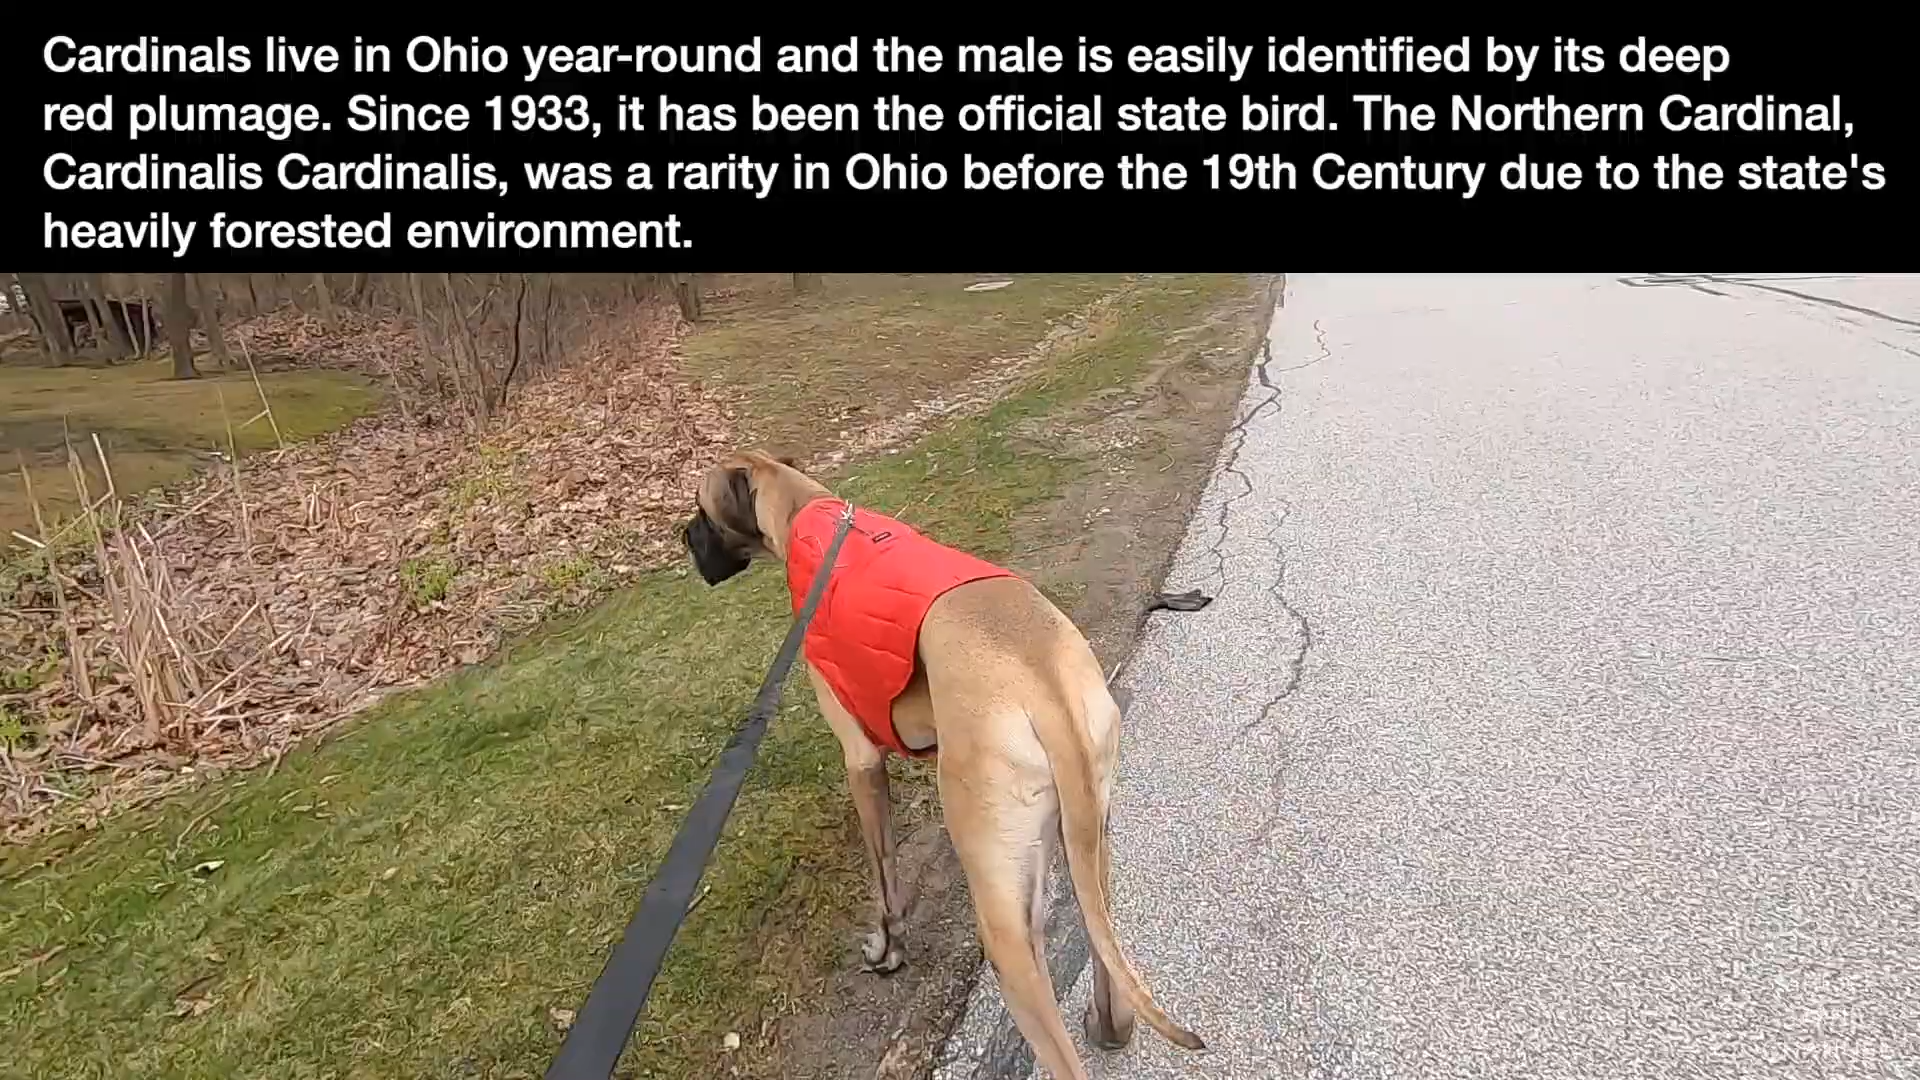 Cardinals live in Ohio year-round and the male is easily identified by its deep
red plumage. Since 1933, it has been the official state bird. The Northern Cardinal,
Cardinalis Cardinalis, was a rarity in Ohio before the 19th Century due to the state's
heavily forested environment.